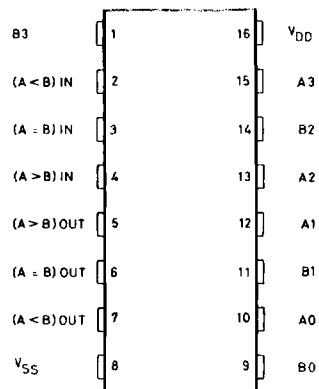 B3 1 16 VDD
(A < B) IN 2 15 A3
(A = B) IN 3 14 B2
(A > B) IN 4 13 A2
(A > B) OUT 5 12 A1
(A = B) OUT 6 11 B1
(A < B) OUT 7 10 A0
VSS 8 9 B0